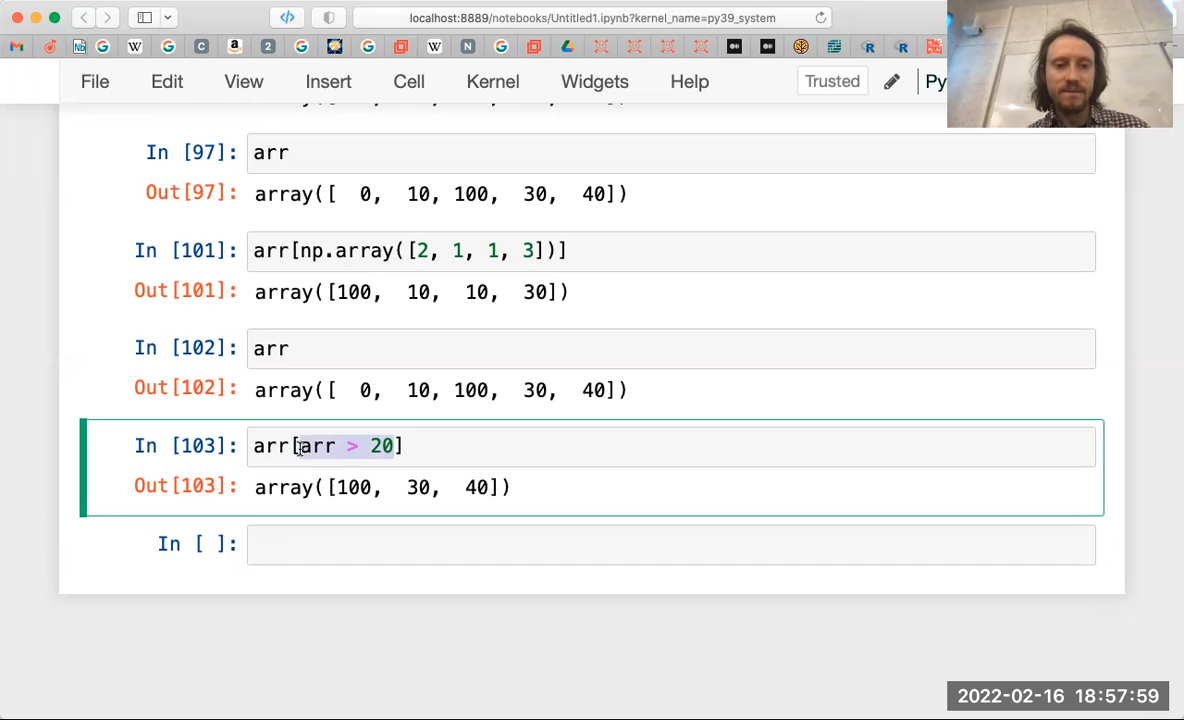 localhost:8889/notebooks/Untitled1.ipynb?kernel_name=py39_system
File Edit View Insert Cell Kernel Widgets Help Trusted Py
In [97]: arr
Out[97]: array([  0,  10, 100,  30,  40])
In [101]: arr[np.array([2, 1, 1, 3])]
Out[101]: array([100,  10,  10,  30])
In [102]: arr
Out[102]: array([  0,  10, 100,  30,  40])
In [103]: arr[arr > 20]
Out[103]: array([100,  30,  40])
In [ ]:
2022-02-16 18:57:59